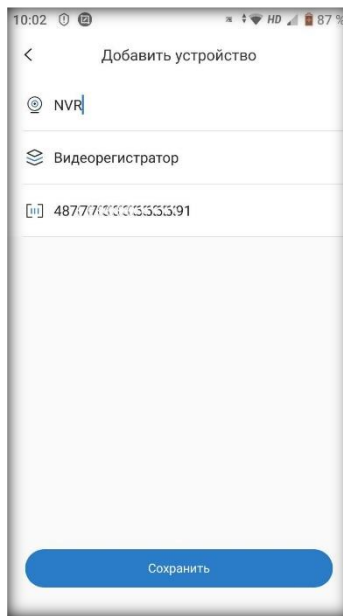 10:02 HD 87 %
Добавить устройство
NVR
Видеорегистратор
Сохранить